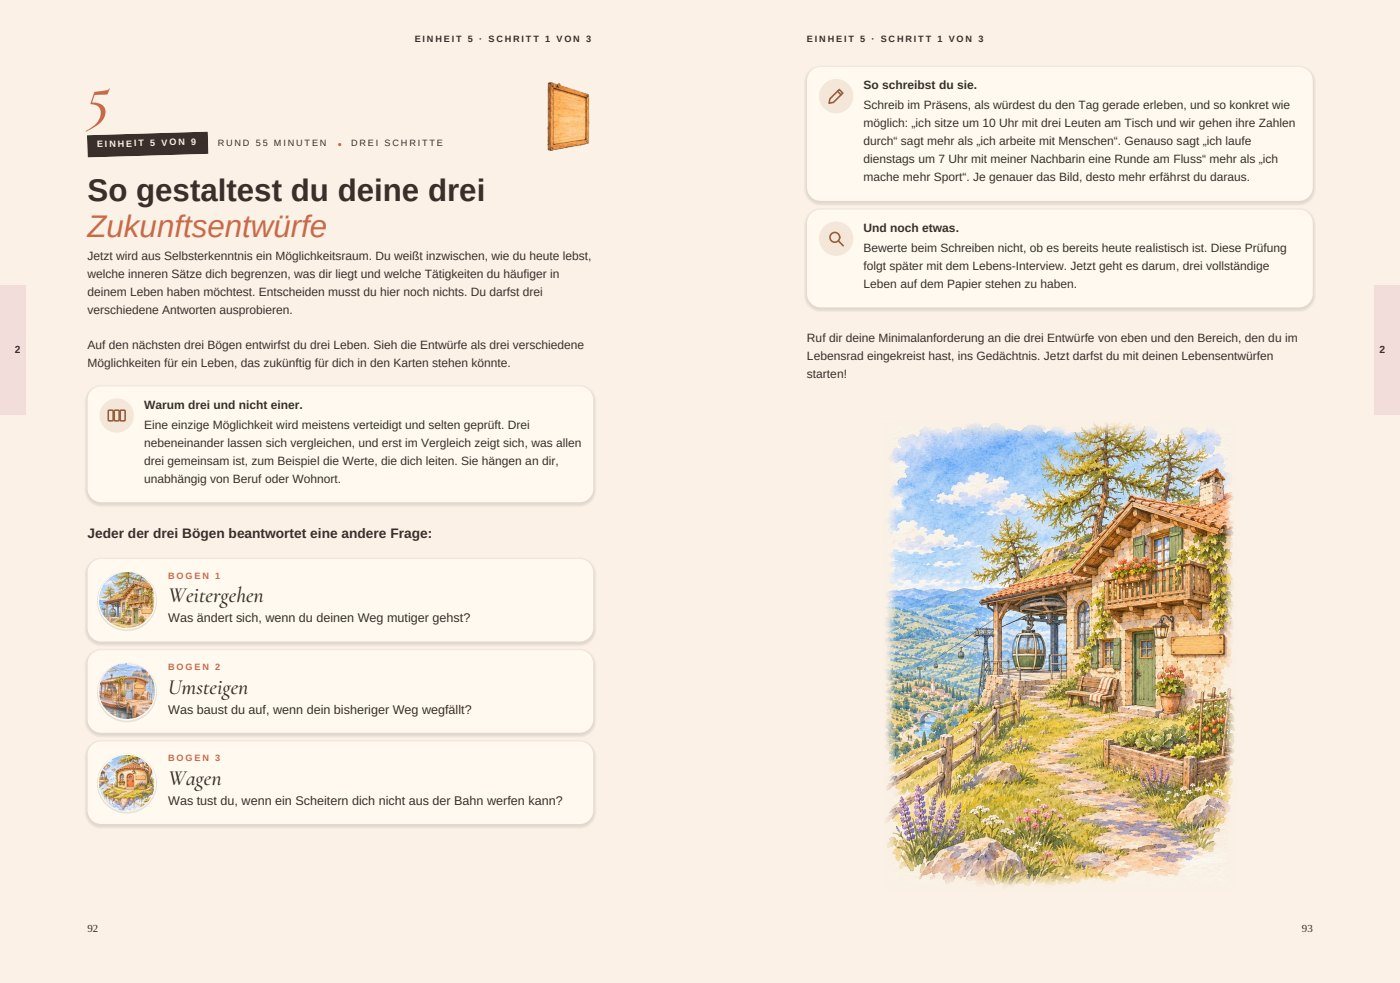 EINHEIT 5 · SCHRITT 1 VON 3
5
EINHEIT 5 VON 9 RUND 55 MINUTEN • DREI SCHRITTE
So gestaltest du deine drei
Zukunftsentwürfe
Jetzt wird aus Selbsterkenntnis ein Möglichkeitsraum. Du weißt inzwischen, wie du heute lebst,
welche inneren Sätze dich begrenzen, was dir liegt und welche Tätigkeiten du häufiger in
deinem Leben haben möchtest. Entscheiden musst du hier noch nichts. Du darfst drei
verschiedene Antworten ausprobieren.
Auf den nächsten drei Bögen entwirfst du drei Leben. Sieh die Entwürfe als drei verschiedene
Möglichkeiten für ein Leben, das zukünftig für dich in den Karten stehen könnte.
2
Warum drei und nicht einer.
Eine einzige Möglichkeit wird meistens verteidigt und selten geprüft. Drei
nebeneinander lassen sich vergleichen, und erst im Vergleich zeigt sich, was allen
drei gemeinsam ist, zum Beispiel die Werte, die dich leiten. Sie hängen an dir,
unabhängig von Beruf oder Wohnort.
Jeder der drei Bögen beantwortet eine andere Frage:
BOGEN 1
Weitergehen
Was ändert sich, wenn du deinen Weg mutiger gehst?
BOGEN 2
Umsteigen
Was baust du auf, wenn dein bisheriger Weg wegfällt?
BOGEN 3
Wagen
Was tust du, wenn ein Scheitern dich nicht aus der Bahn werfen kann?
92
EINHEIT 5 · SCHRITT 1 VON 3
So schreibst du sie.
Schreib im Präsens, als würdest du den Tag gerade erleben, und so konkret wie
möglich: „ich sitze um 10 Uhr mit drei Leuten am Tisch und wir gehen ihre Zahlen
durch“ sagt mehr als „ich arbeite mit Menschen“. Genauso sagt „ich laufe
dienstags um 7 Uhr mit meiner Nachbarin eine Runde am Fluss“ mehr als „ich
mache mehr Sport“. Je genauer das Bild, desto mehr erfährst du daraus.
Und noch etwas.
Bewerte beim Schreiben nicht, ob es bereits heute realistisch ist. Diese Prüfung
folgt später mit dem Lebens-Interview. Jetzt geht es darum, drei vollständige
Leben auf dem Papier stehen zu haben.
Ruf dir deine Minimalanforderung an die drei Entwürfe von eben und den Bereich, den du im
Lebensrad eingekreist hast, ins Gedächtnis. Jetzt darfst du mit deinen Lebensentwürfen
starten!
2
93